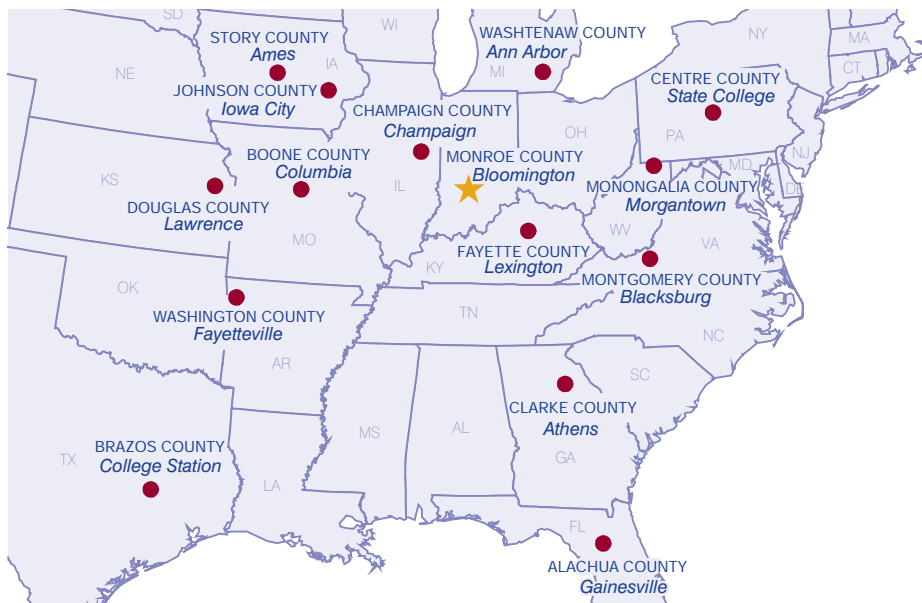 SD
WI
NY
MA
STORY COUNTY
Ames
WASHTENAW COUNTY
Ann Arbor
IA
MI
CT
NE
JOHNSON COUNTY
Iowa City
CENTRE COUNTY
State College
CHAMPAIGN COUNTY
Champaign
OH
PA
NJ
BOONE COUNTY
Columbia
MONROE COUNTY
Bloomington
MD
KS
IL
DE
MONONGALIA COUNTY
Morgantown
DOUGLAS COUNTY
Lawrence
MO
WV
VA
FAYETTE COUNTY
Lexington
KY
MONTGOMERY COUNTY
Blacksburg
OK
WASHINGTON COUNTY
Fayetteville
TN
NC
AR
SC
CLARKE COUNTY
Athens
MS
AL
GA
BRAZOS COUNTY
College Station
TX
LA
FL
ALACHUA COUNTY
Gainesville